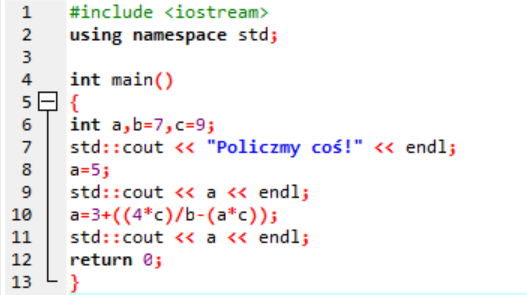 1 #include <iostream>
2 using namespace std;
3
4 int main()
5 {
6 int a,b=7,c=9;
7 std::cout << "Policzmy coś!" << endl;
8 a=5;
9 std::cout << a << endl;
10 a=3+((4*c)/b-(a*c));
11 std::cout << a << endl;
12 return 0;
13 }